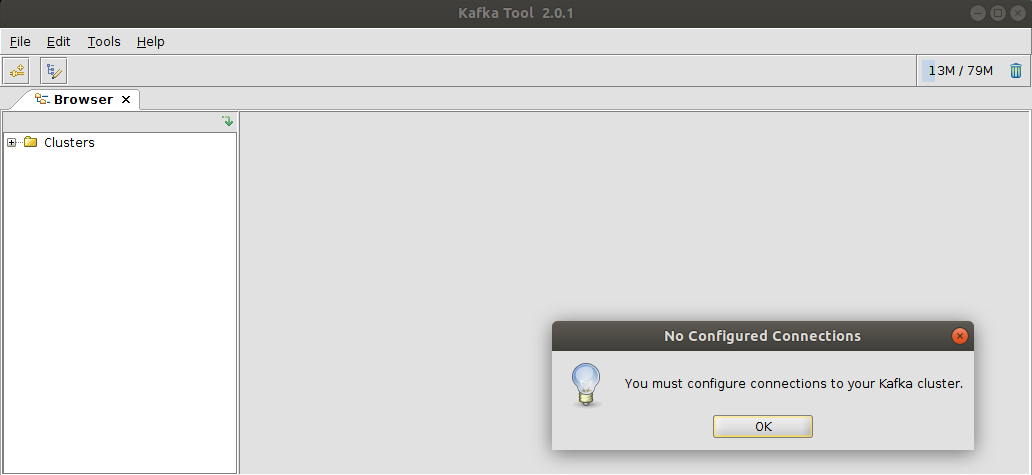 Kafka Tool 2.0.1
File Edit Tools Help
13M / 79M
Browser
Clusters
No Configured Connections
You must configure connections to your Kafka cluster.
OK